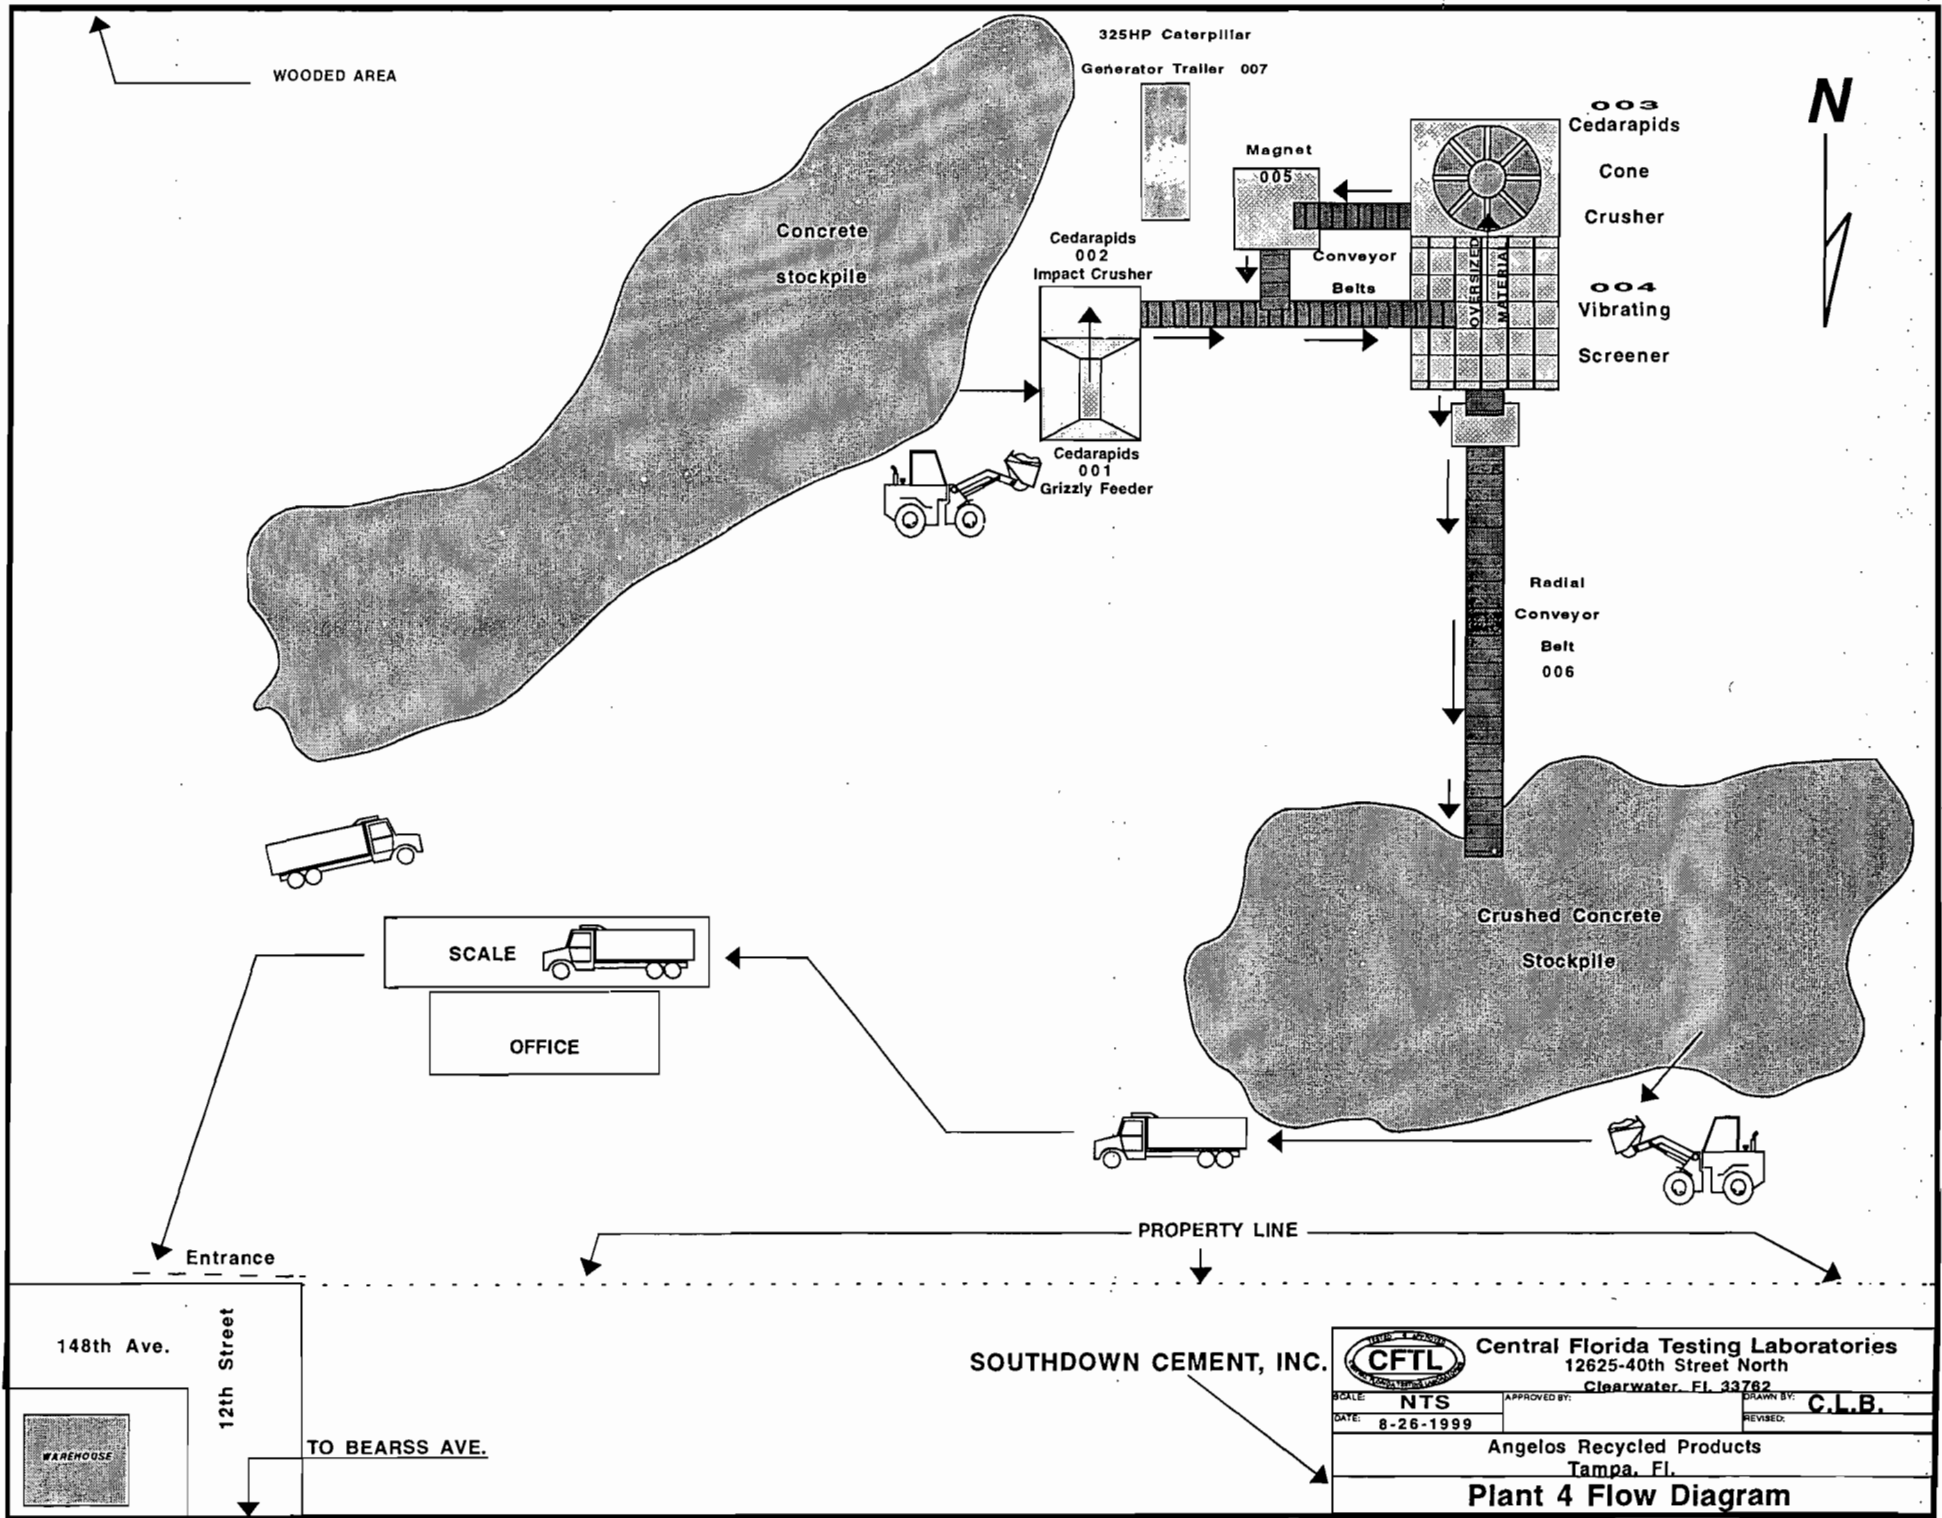 325HP Caterpillar
Generator Trailer 007
WOODED AREA
N
003
Cedarapids
Cone
Crusher
Magnet
005
Concrete
stockpile
Cedarapids
002
Impact Crusher
Conveyor
Belts
OVERSIZED
MATERIAL
004
Vibrating
Screener
Cedarapids
001
Grizzly Feeder
Radial
Conveyor
Belt
006
Crushed Concrete
Stockpile
SCALE
OFFICE
PROPERTY LINE
Entrance
148th Ave.
12th Street
WAREHOUSE
TO BEARSS AVE.
SOUTHDOWN CEMENT, INC.
CFTL
Central Florida Testing Laboratories
12625-40th Street North
Clearwater, Fl. 33762
SCALE: NTS
APPROVED BY:
DRAWN BY: C.L.B.
DATE: 8-26-1999
REVISED:
Angelos Recycled Products
Tampa, Fl.
Plant 4 Flow Diagram